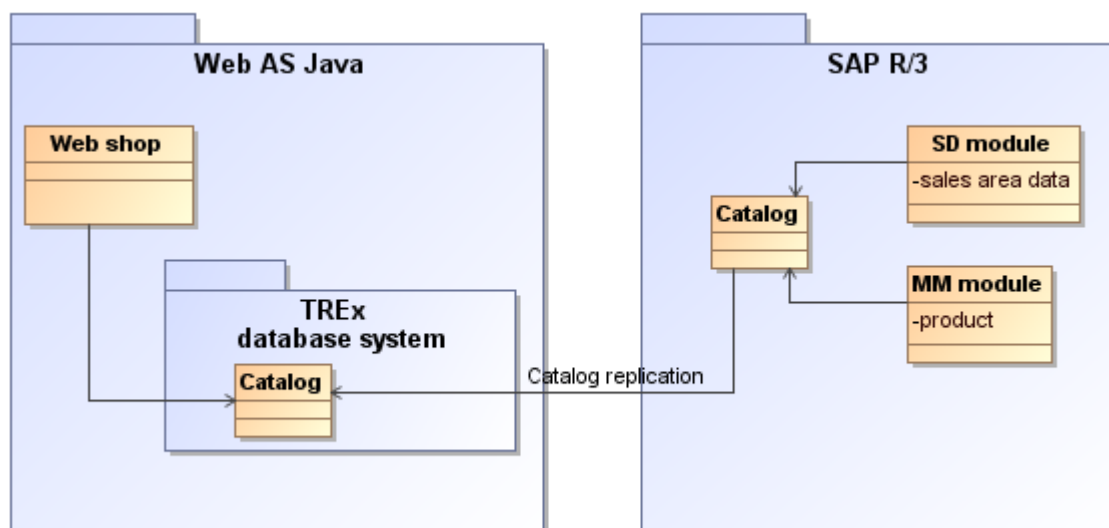 Web AS Java
Web shop
TREx
database system
Catalog
Catalog replication
SAP R/3
SD module
-sales area data
Catalog
MM module
-product